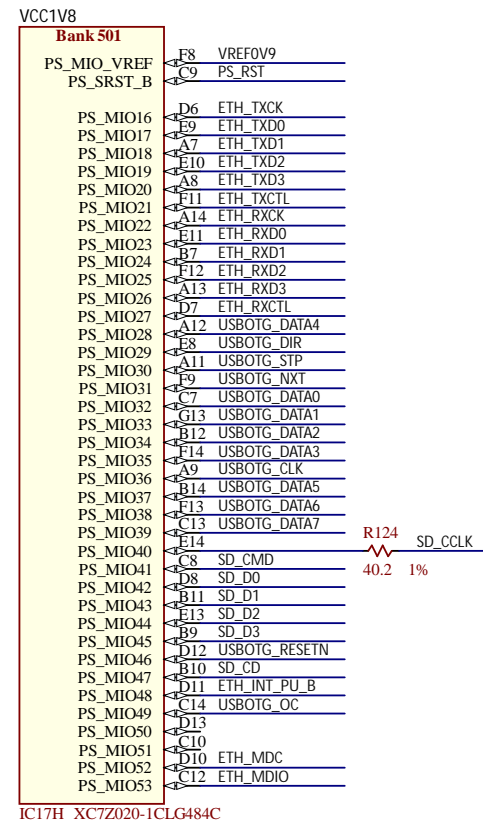 VCC1V8
Bank 501
PS_MIO_VREF F8 VREF0V9
PS_SRST_B C9 PS_RST
PS_MIO16 D6 ETH_TXCK
PS_MIO17 E9 ETH_TXD0
PS_MIO18 A7 ETH_TXD1
PS_MIO19 E10 ETH_TXD2
PS_MIO20 A8 ETH_TXD3
PS_MIO21 F11 ETH_TXCTL
PS_MIO22 A14 ETH_RXCK
PS_MIO23 E11 ETH_RXD0
PS_MIO24 B7 ETH_RXD1
PS_MIO25 F12 ETH_RXD2
PS_MIO26 A13 ETH_RXD3
PS_MIO27 D7 ETH_RXCTL
PS_MIO28 A12 USBOTG_DATA4
PS_MIO29 E8 USBOTG_DIR
PS_MIO30 A11 USBOTG_STP
PS_MIO31 F9 USBOTG_NXT
PS_MIO32 C7 USBOTG_DATA0
PS_MIO33 G13 USBOTG_DATA1
PS_MIO34 B12 USBOTG_DATA2
PS_MIO35 F14 USBOTG_DATA3
PS_MIO36 A9 USBOTG_CLK
PS_MIO37 B14 USBOTG_DATA5
PS_MIO38 F13 USBOTG_DATA6
PS_MIO39 C13 USBOTG_DATA7
PS_MIO40 E14 R124 SD_CCLK
40.2 1%
PS_MIO41 C8 SD_CMD
PS_MIO42 D8 SD_D0
PS_MIO43 B11 SD_D1
PS_MIO44 E13 SD_D2
PS_MIO45 B9 SD_D3
PS_MIO46 D12 USBOTG_RESETN
PS_MIO47 B10 SD_CD
PS_MIO48 D11 ETH_INT_PU_B
PS_MIO49 C14 USBOTG_OC
PS_MIO50 D13
PS_MIO51 C10
PS_MIO52 D10 ETH_MDC
PS_MIO53 C12 ETH_MDIO
IC17H XC7Z020-1CLG484C